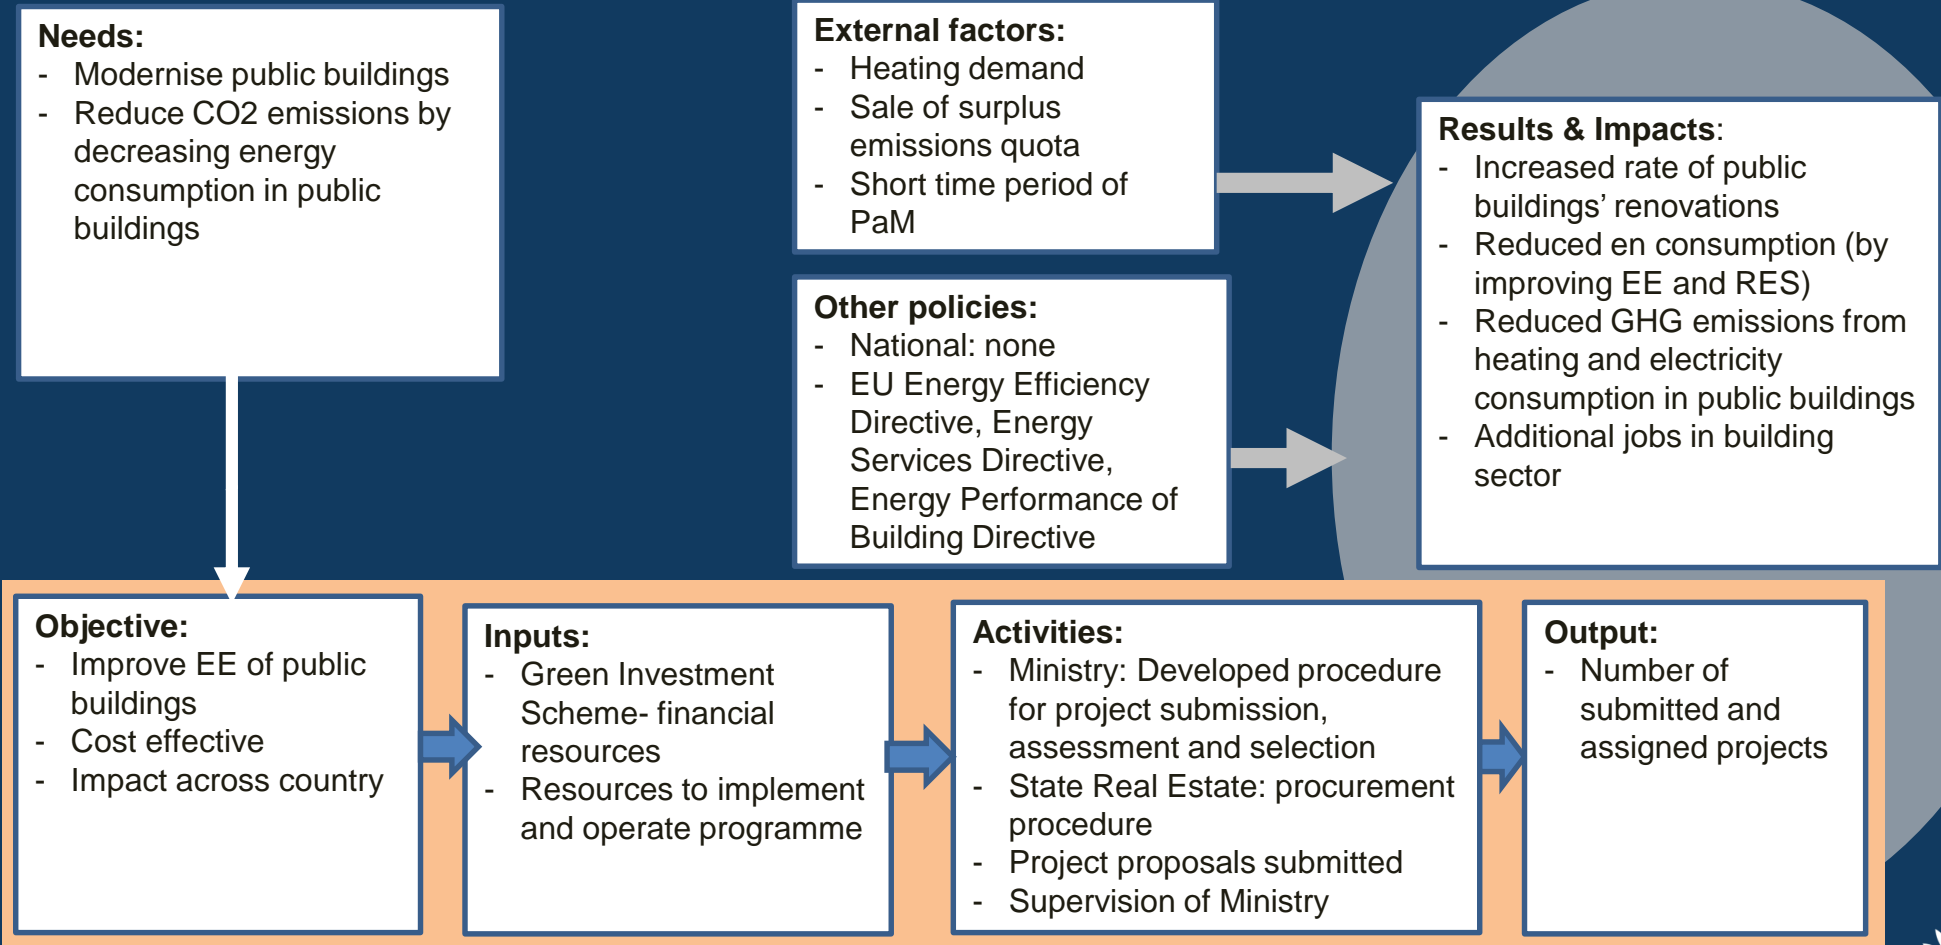 Needs:
- Modernise public buildings
- Reduce CO2 emissions by
decreasing energy
consumption in public
buildings
External factors:
- Heating demand
- Sale of surplus
emissions quota
- Short time period of
PaM
Other policies:
- National: none
- EU Energy Efficiency
Directive, Energy
Services Directive,
Energy Performance of
Building Directive
Results & Impacts:
- Increased rate of public
buildings’ renovations
- Reduced en consumption (by
improving EE and RES)
- Reduced GHG emissions from
heating and electricity
consumption in public buildings
- Additional jobs in building
sector
Objective:
- Improve EE of public
buildings
- Cost effective
- Impact across country
Inputs:
- Green Investment
Scheme- financial
resources
- Resources to implement
and operate programme
Activities:
- Ministry: Developed procedure
for project submission,
assessment and selection
- State Real Estate: procurement
procedure
- Project proposals submitted
- Supervision of Ministry
Output:
- Number of
submitted and
assigned projects